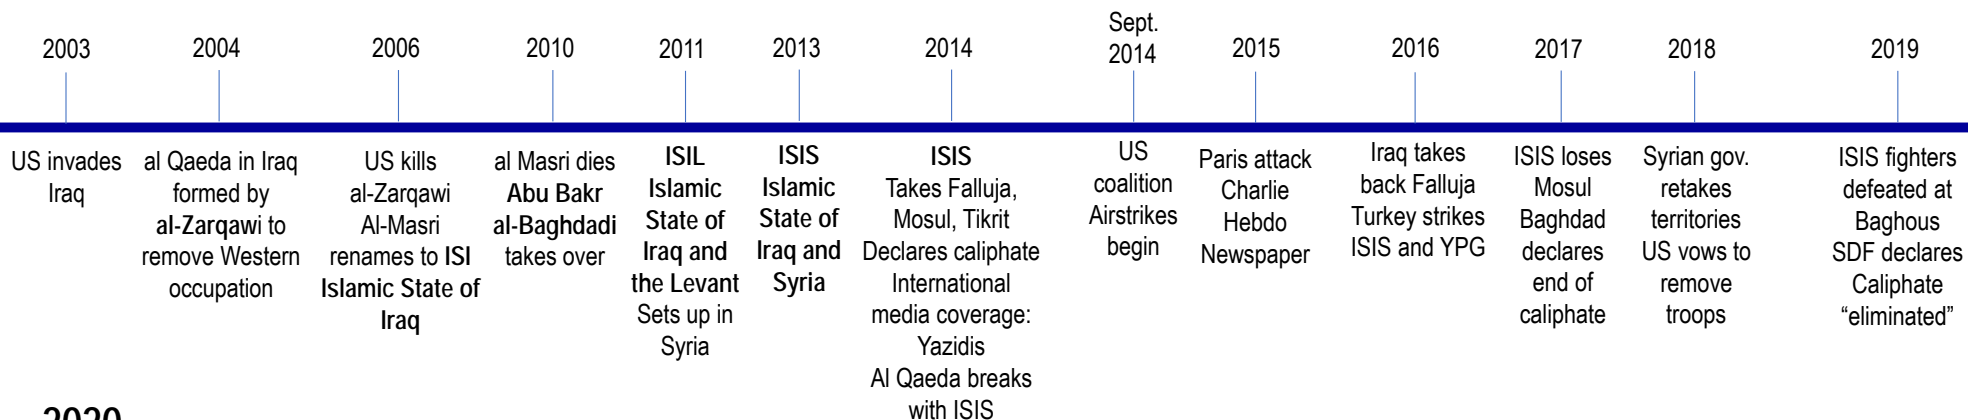 2003
US invades
Iraq
2004
al Qaeda in Iraq
formed by
al-Zarqawi to
remove Western
occupation
2006
US kills
al-Zarqawi
Al-Masri
renames to ISI
Islamic State of
Iraq
2010
al Masri dies
Abu Bakr
al-Baghdadi
takes over
2011
ISIL
Islamic
State of
Iraq and
the Levant
Sets up in
Syria
2013
ISIS
Islamic
State of
Iraq and
Syria
2014
ISIS
Takes Falluja,
Mosul, Tikrit
Declares caliphate
International
media coverage:
Yazidis
Al Qaeda breaks
with ISIS
Sept.
2014
US
coalition
Airstrikes
begin
2015
Paris attack
Charlie
Hebdo
Newspaper
2016
Iraq takes
back Falluja
Turkey strikes
ISIS and YPG
2017
ISIS loses
Mosul
Baghdad
declares
end of
caliphate
2018
Syrian gov.
retakes
territories
US vows to
remove
troops
2019
ISIS fighters
defeated at
Baghous
SDF declares
Caliphate
“eliminated”
2020